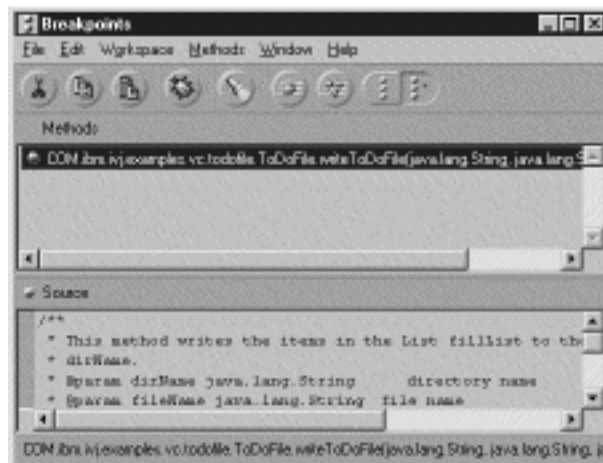 Breakpoints
File Edit Workspace Methods Window Help
Methods
COM.ibm.ivj.examples.vc.todofile.ToDoFile.writeToDoFile(java.lang.String, java.lang.S
Source
/**
* This method writes the items in the List fillList to the
* dirName.
* @param dirName java.lang.String directory name
* @param fileName java.lang.String file name
COM.ibm.ivj.examples.vc.todofile.ToDoFile.writeToDoFile(java.lang.String, java.lang.String, ja